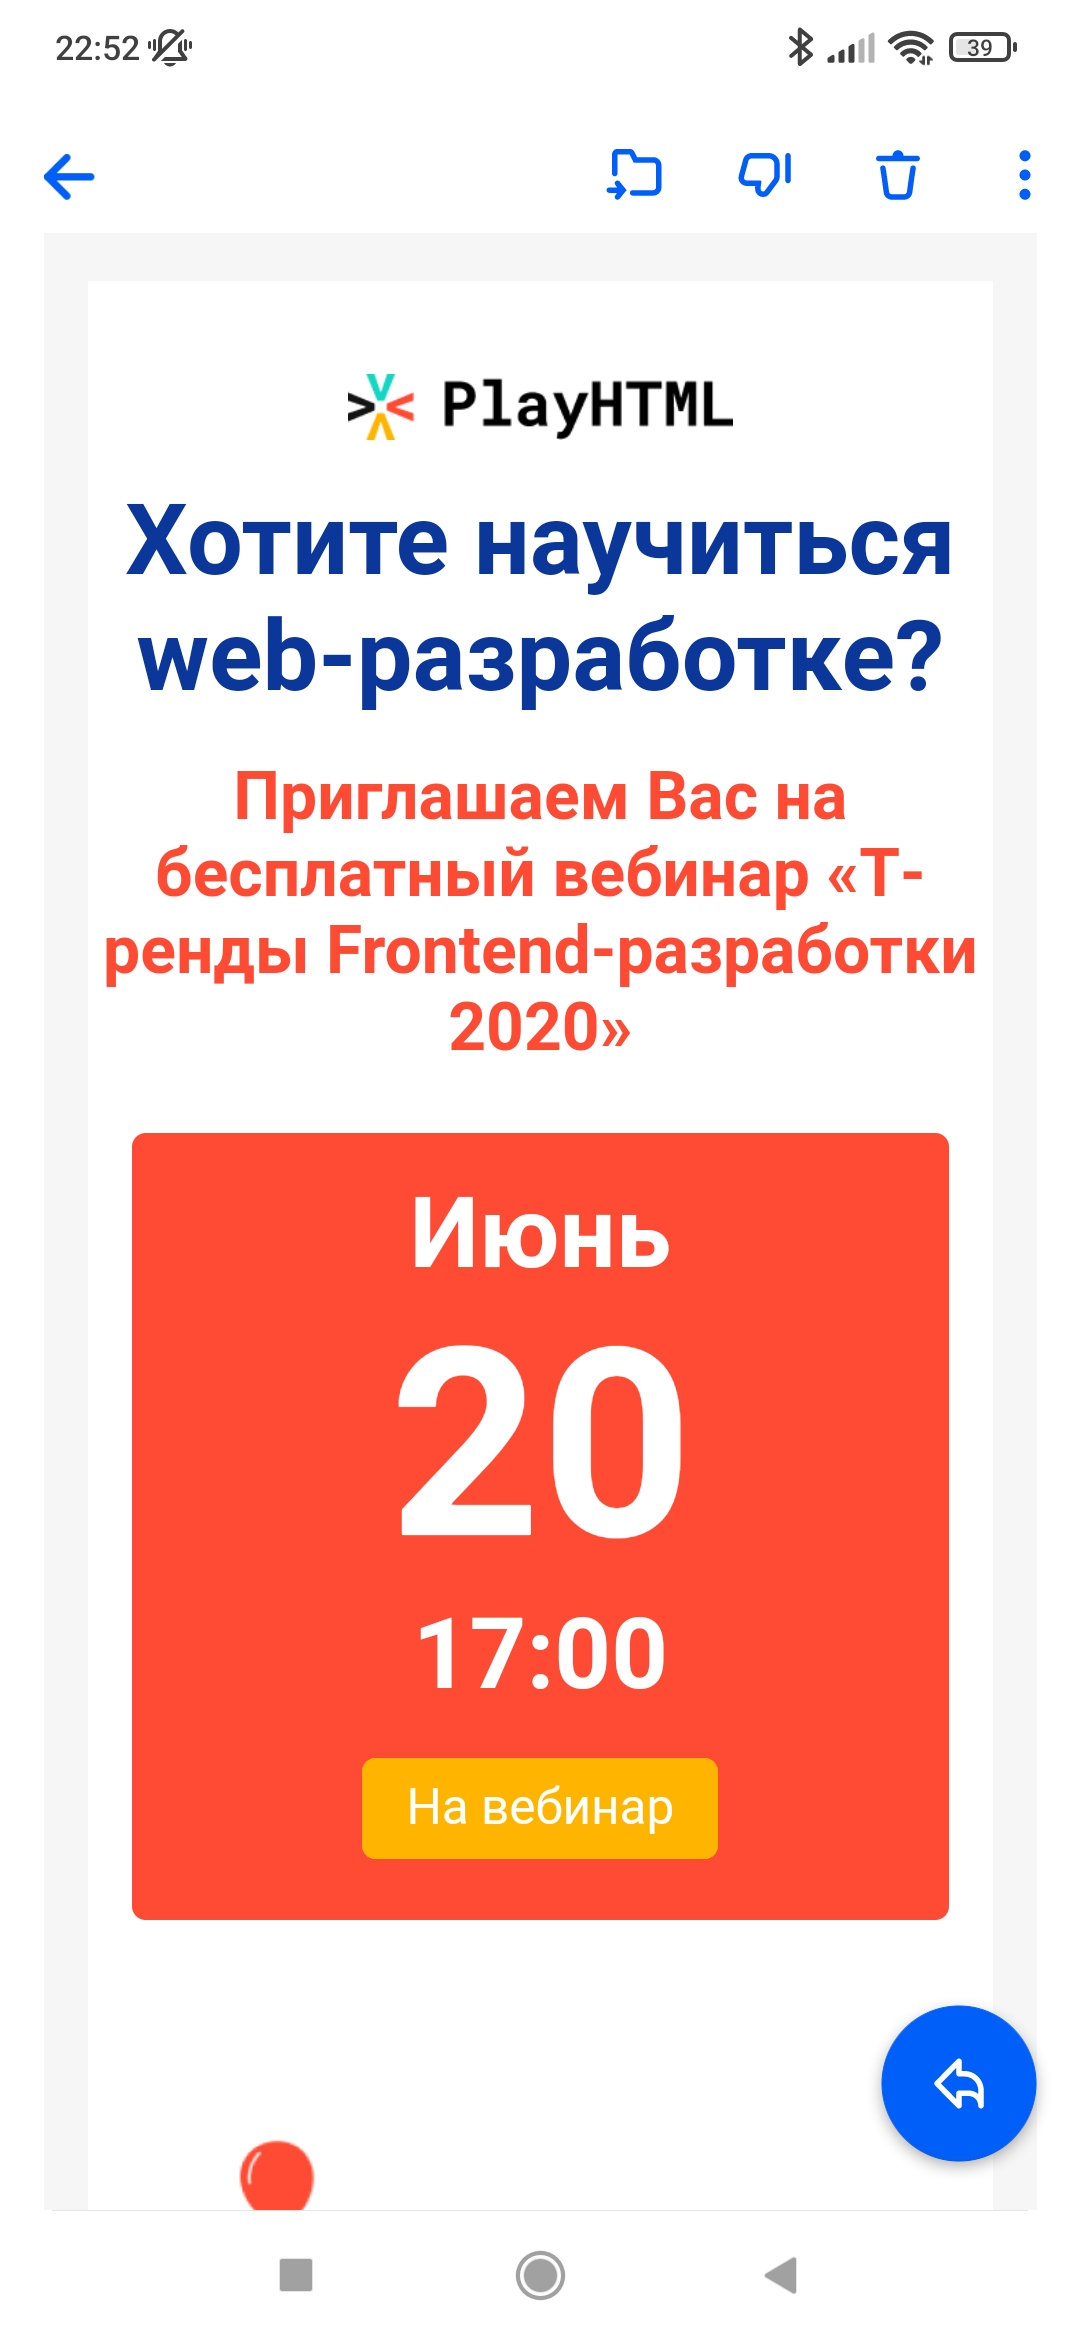 22:52
39
PlayHTML
Хотите научиться
web-разработке?
Приглашаем Вас на
бесплатный вебинар «Т-
ренды Frontend-разработки
2020»
Июнь
20
17:00
На вебинар